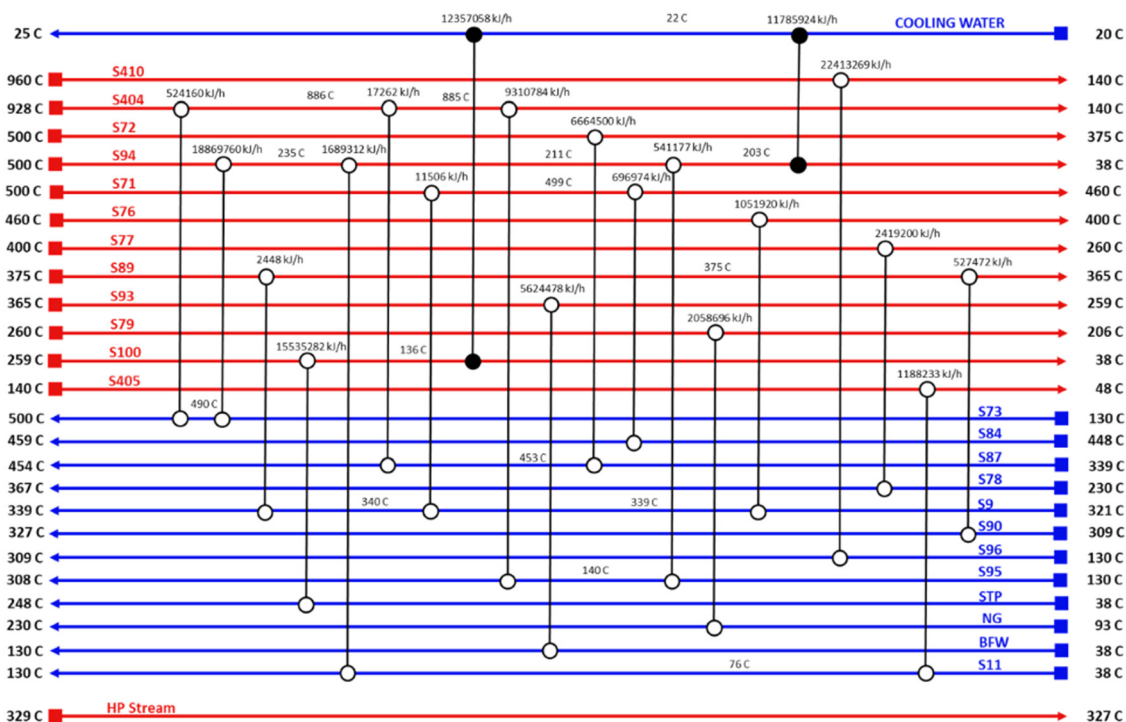 12357058 kJ/h 22 C 11785924 kJ/h COOLING WATER
25 C 20 C
S410 22413269 kJ/h
960 C 140 C
S404 524160 kJ/h 886 C 17262 kJ/h 885 C 9310784 kJ/h
928 C 140 C
S72 6664500 kJ/h
500 C 375 C
S94 18869760 kJ/h 235 C 1689312 kJ/h 211 C 541177 kJ/h 203 C
500 C 38 C
S71 11506 kJ/h 499 C 696974 kJ/h
500 C 460 C
S76 1051920 kJ/h
460 C 400 C
S77 2419200 kJ/h
400 C 260 C
S89 2448 kJ/h 375 C 527472 kJ/h
375 C 365 C
S93 5624478 kJ/h
365 C 259 C
S79 2058696 kJ/h
260 C 206 C
S100 15535282 kJ/h 136 C
259 C 38 C
S405 1188233 kJ/h
140 C 48 C
490 C S73
500 C 130 C
S84
459 C 448 C
453 C S87
454 C 339 C
S78
367 C 230 C
340 C 339 C S9
339 C 321 C
S90
327 C 309 C
S96
309 C 130 C
140 C S95
308 C 130 C
STP
248 C 38 C
NG
230 C 93 C
BFW
130 C 38 C
76 C S11
130 C 38 C
HP Stream
329 C 327 C